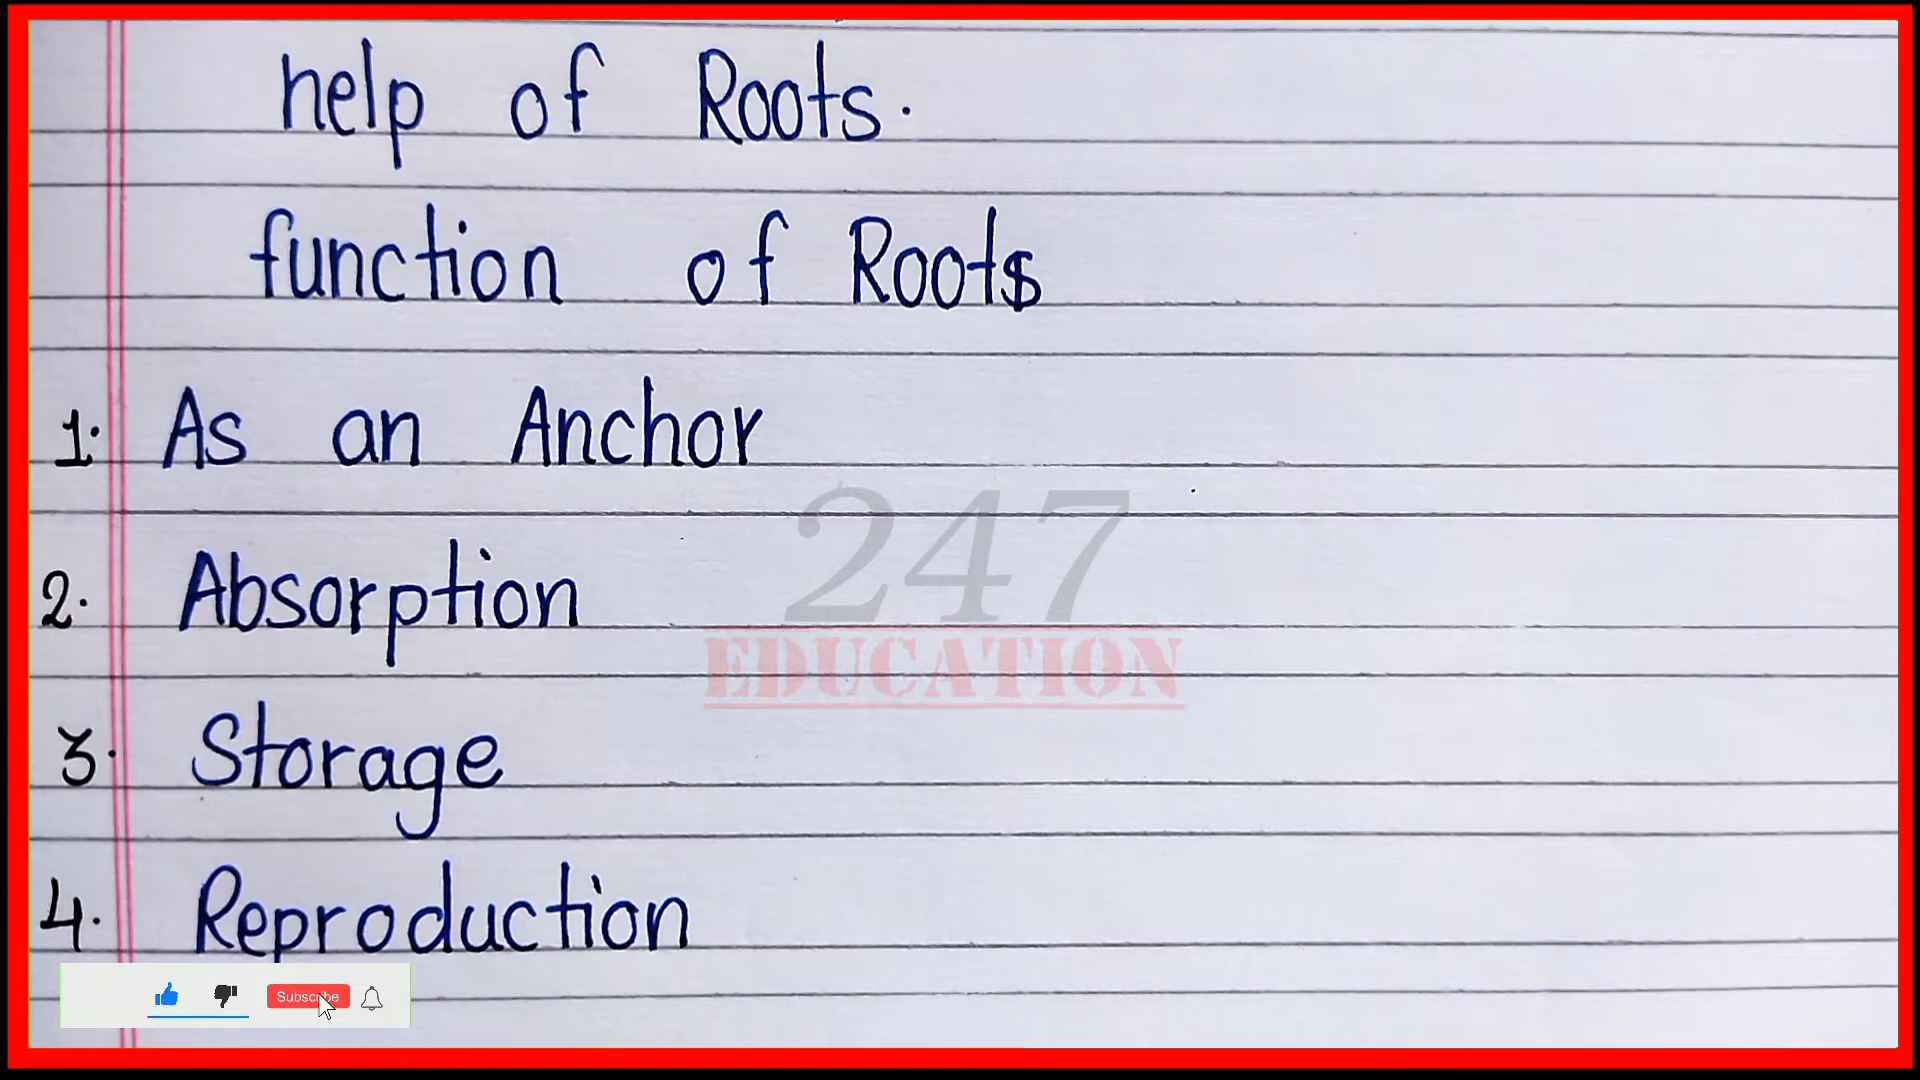 help of Roots.
function of Roots
1. As an Anchor
247
EDUCATION
2. Absorption
3. Storage
4. Reproduction
Subscribe